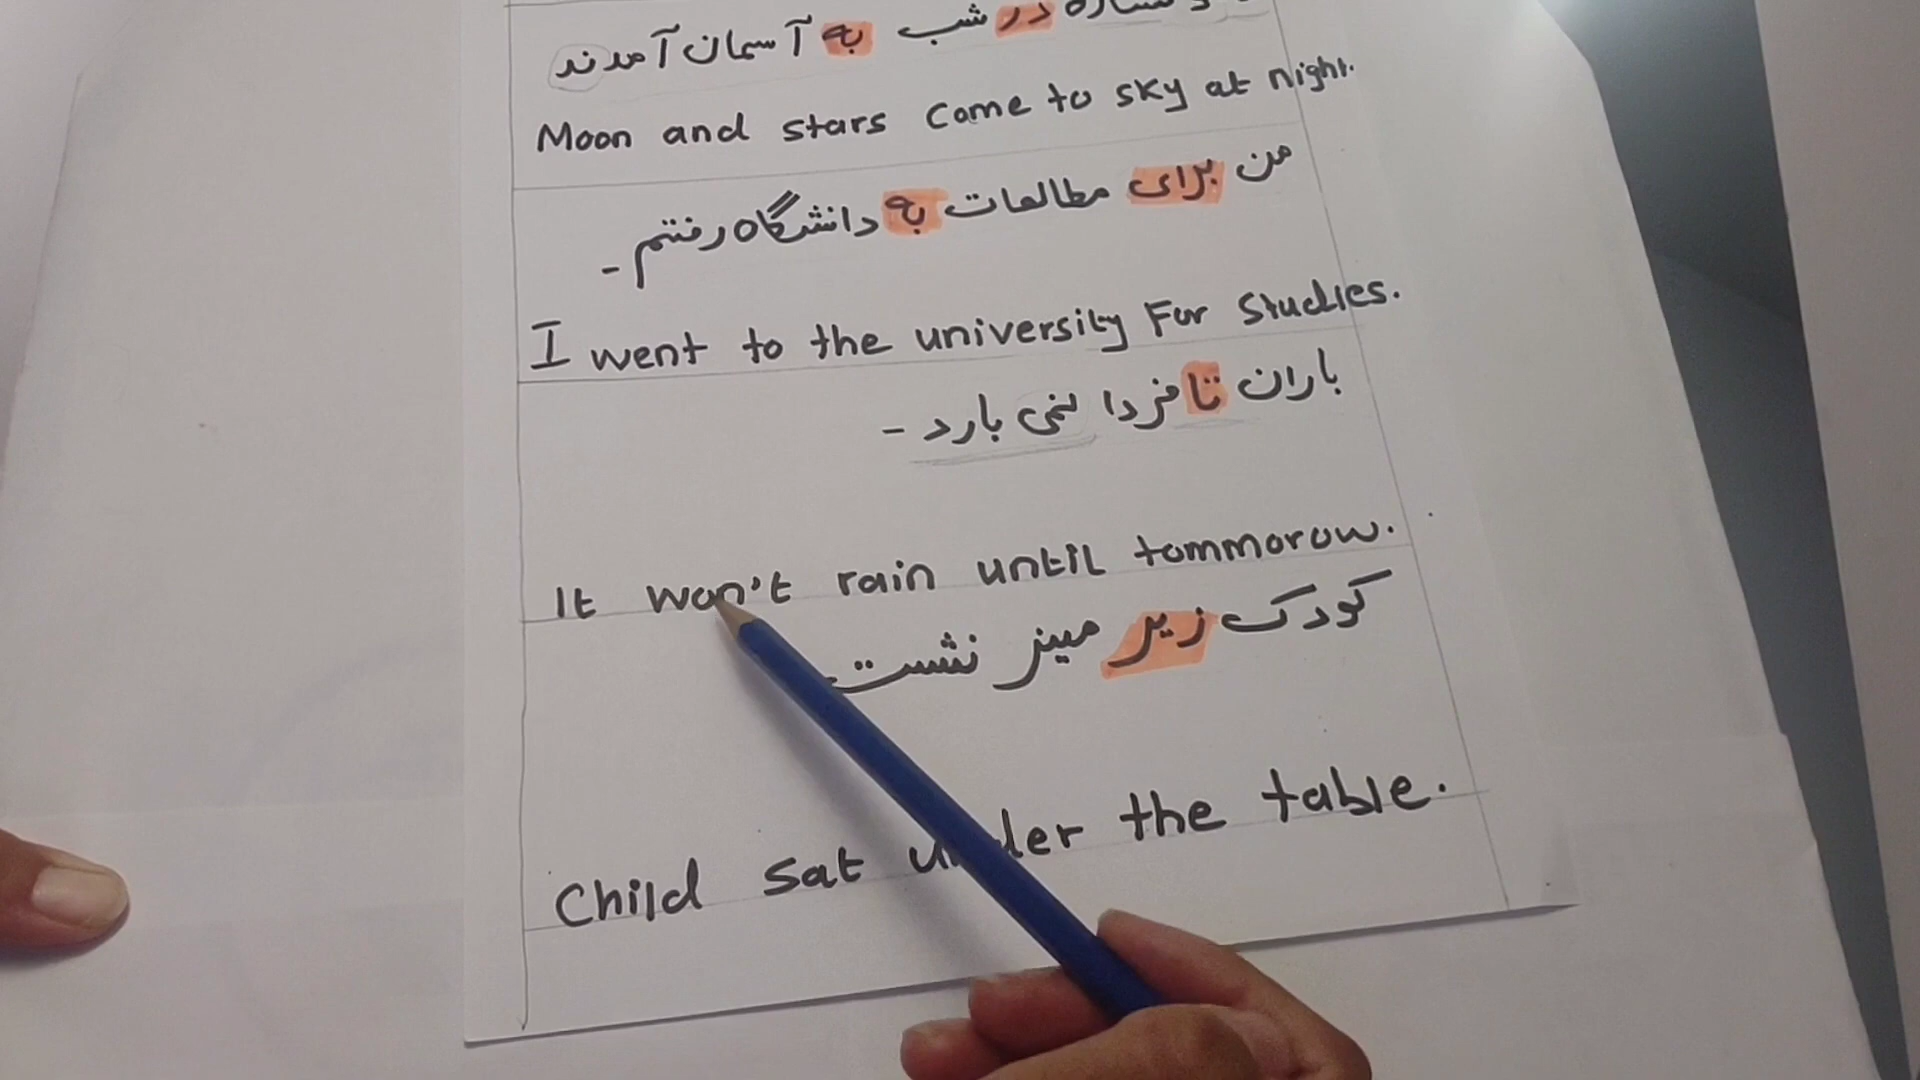 ستاره در شب به آسمان آمدند
Moon and stars come to sky at night.
من برای مطالعات به دانشگاه رفتم -
I went to the university For Studies.
باران تا فردا نمی بارد -
It won't rain until tommorow.
کودک زیر میز نشست
Child sat under the table.